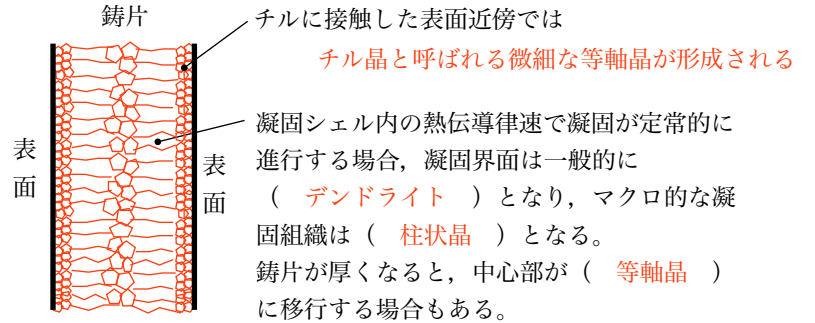 鋳片
チルに接触した表面近傍では
チル晶と呼ばれる微細な等軸晶が形成される
凝固シェル内の熱伝導律速で凝固が定常的に
進行する場合，凝固界面は一般的に
（　デンドライト　）となり，マクロ的な凝
固組織は（　柱状晶　）となる。
鋳片が厚くなると，中心部が（　等軸晶　）
に移行する場合もある。
表面
表面